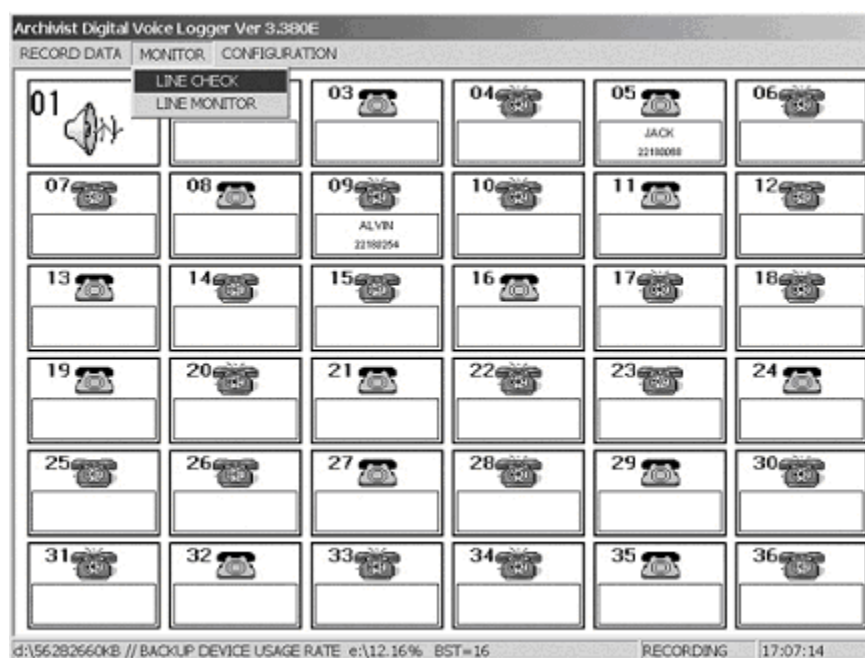 Archivist Digital Voice Logger Ver 3.380E
RECORD DATA MONITOR CONFIGURATION
LINE CHECK
LINE MONITOR
01 03 04 05 06
JACK
22180068
07 08 09 10 11 12
ALVIN
22180254
13 14 15 16 17 18
19 20 21 22 23 24
25 26 27 28 29 30
31 32 33 34 35 36
d:\56282660KB // BACKUP DEVICE USAGE RATE e:\12.16% BST=16 RECORDING 17:07:14